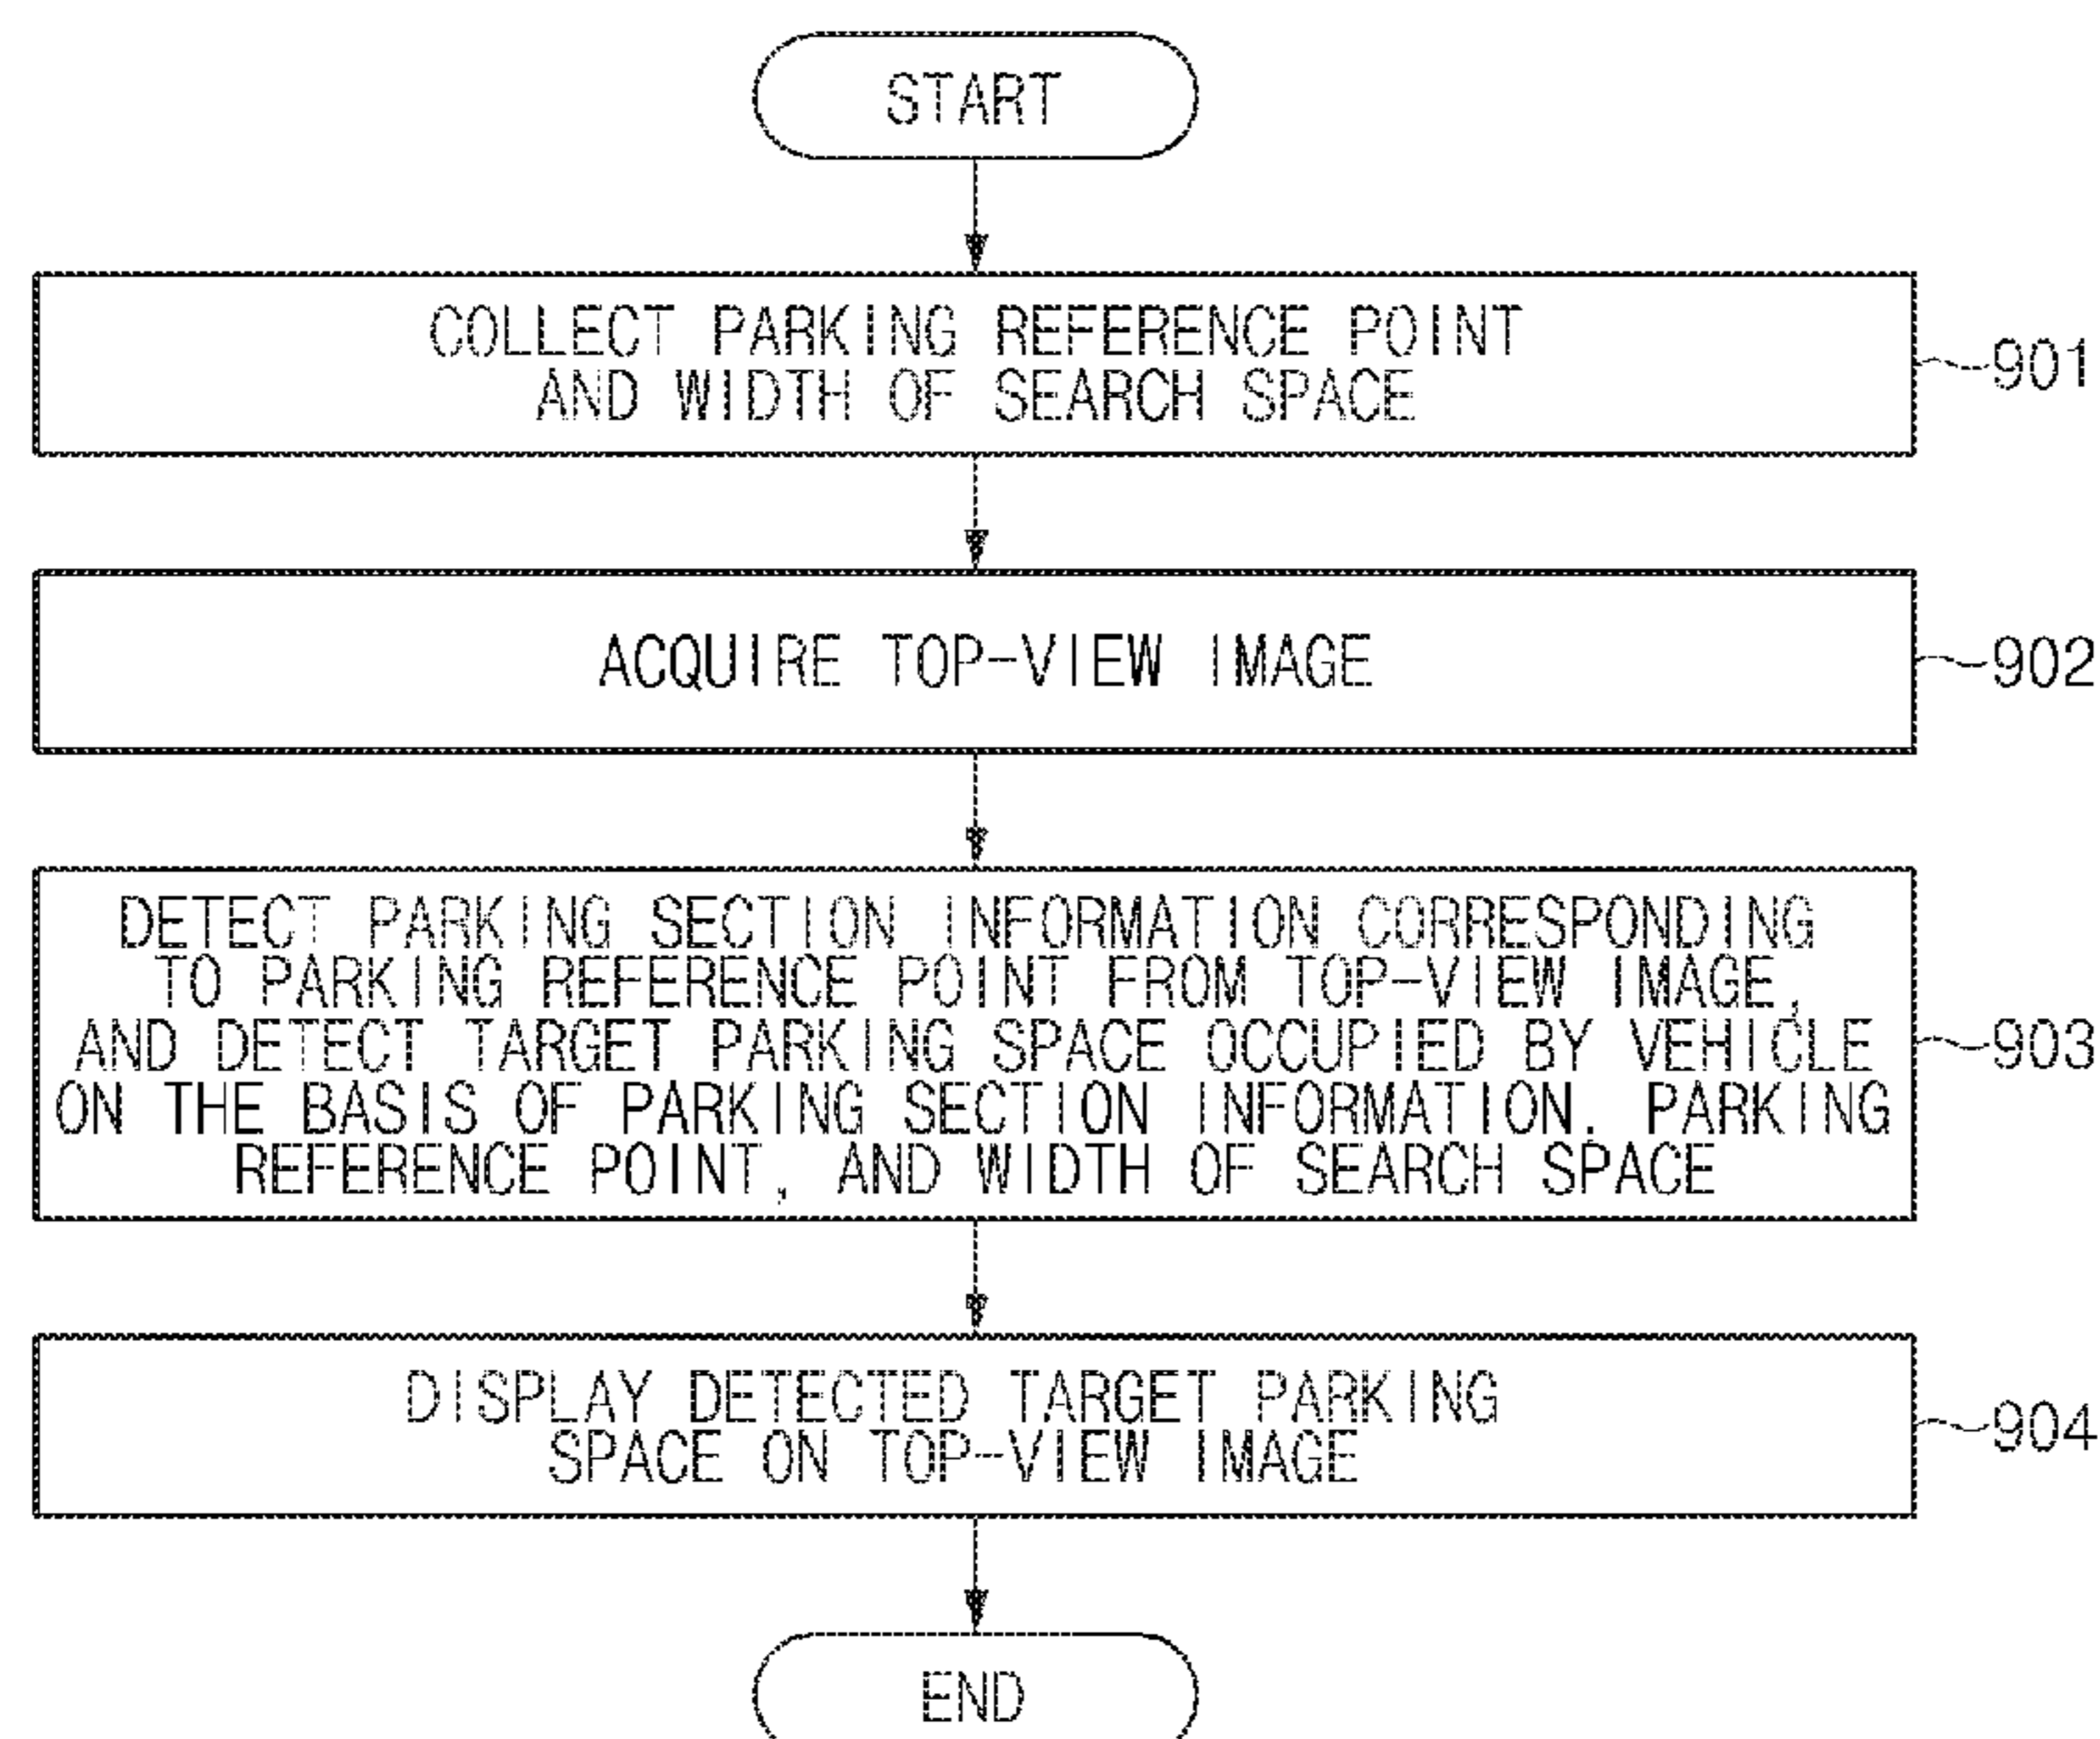 START
COLLECT PARKING REFERENCE POINT
AND WIDTH OF SEARCH SPACE
901
ACQUIRE TOP-VIEW IMAGE
902
DETECT PARKING SECTION INFORMATION CORRESPONDING
TO PARKING REFERENCE POINT FROM TOP-VIEW IMAGE,
AND DETECT TARGET PARKING SPACE OCCUPIED BY VEHICLE
ON THE BASIS OF PARKING SECTION INFORMATION, PARKING
REFERENCE POINT, AND WIDTH OF SEARCH SPACE
903
DISPLAY DETECTED TARGET PARKING
SPACE ON TOP-VIEW IMAGE
904
END